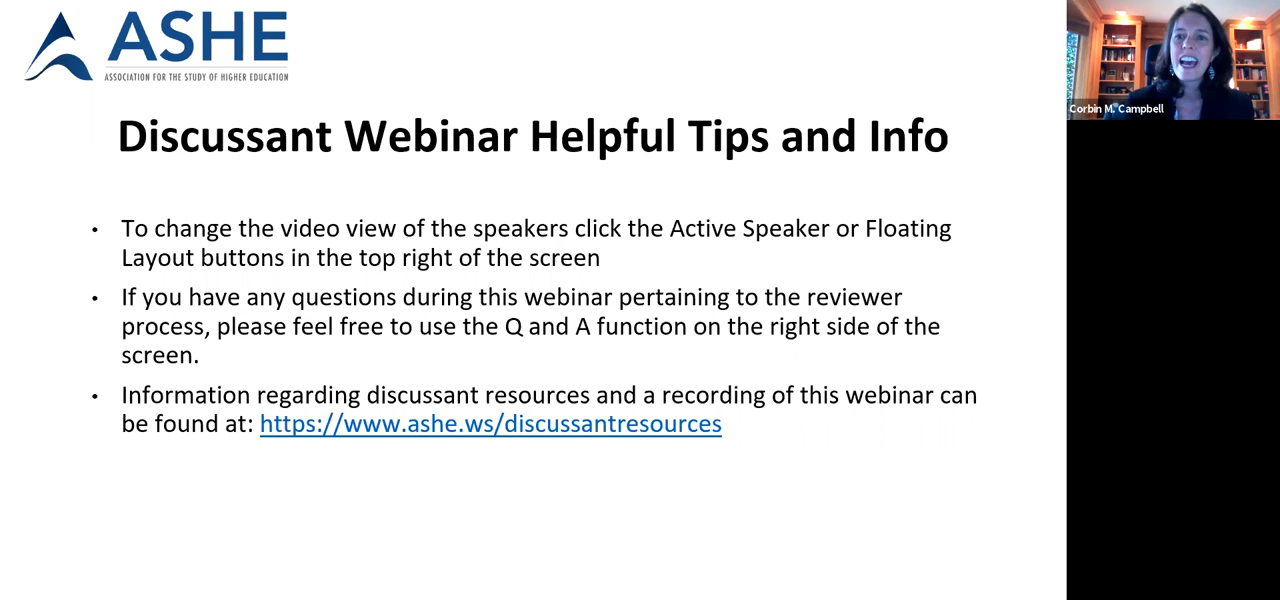 ASHE
ASSOCIATION FOR THE STUDY OF HIGHER EDUCATION
Corbin M. Campbell
Discussant Webinar Helpful Tips and Info
• To change the video view of the speakers click the Active Speaker or Floating
Layout buttons in the top right of the screen
• If you have any questions during this webinar pertaining to the reviewer
process, please feel free to use the Q and A function on the right side of the
screen.
• Information regarding discussant resources and a recording of this webinar can
be found at: https://www.ashe.ws/discussantresources